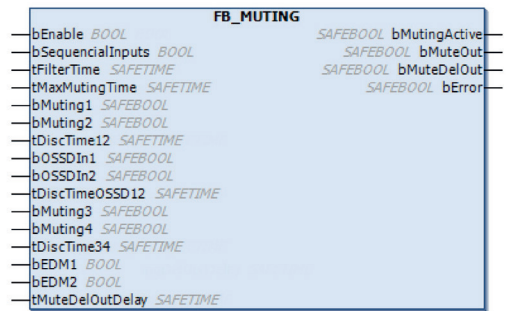 FB_MUTING
bEnable BOOL SAFEBOOL bMutingActive
bSequencialInputs BOOL SAFEBOOL bMuteOut
tFilterTime SAFETIME SAFEBOOL bMuteDelOut
tMaxMutingTime SAFETIME SAFEBOOL bError
bMuting1 SAFEBOOL
bMuting2 SAFEBOOL
tDiscTime12 SAFETIME
bOSSDIn1 SAFEBOOL
bOSSDIn2 SAFEBOOL
tDiscTimeOSSD12 SAFETIME
bMuting3 SAFEBOOL
bMuting4 SAFEBOOL
tDiscTime34 SAFETIME
bEDM1 BOOL
bEDM2 BOOL
tMuteDelOutDelay SAFETIME